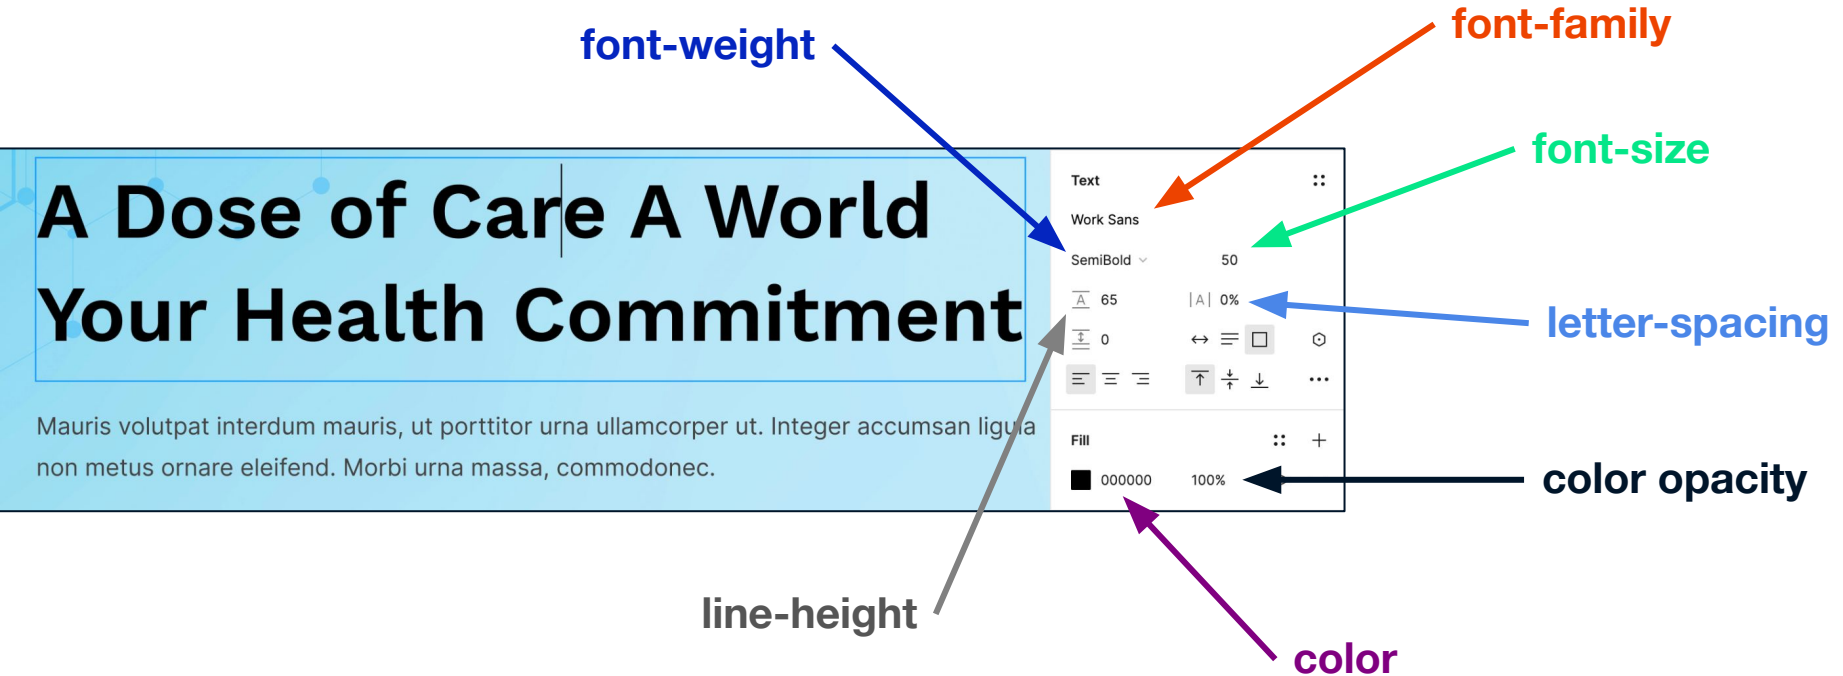 font-family
font-weight
font-size
A Dose of Care A World
Your Health Commitment
Mauris volutpat interdum mauris, ut porttitor urna ullamcorper ut. Integer accumsan ligula
non metus ornare eleifend. Morbi urna massa, commodonec.
Text
Work Sans
SemiBold 50
A 65 |A| 0%
0
Fill
000000 100%
letter-spacing
color opacity
line-height
color